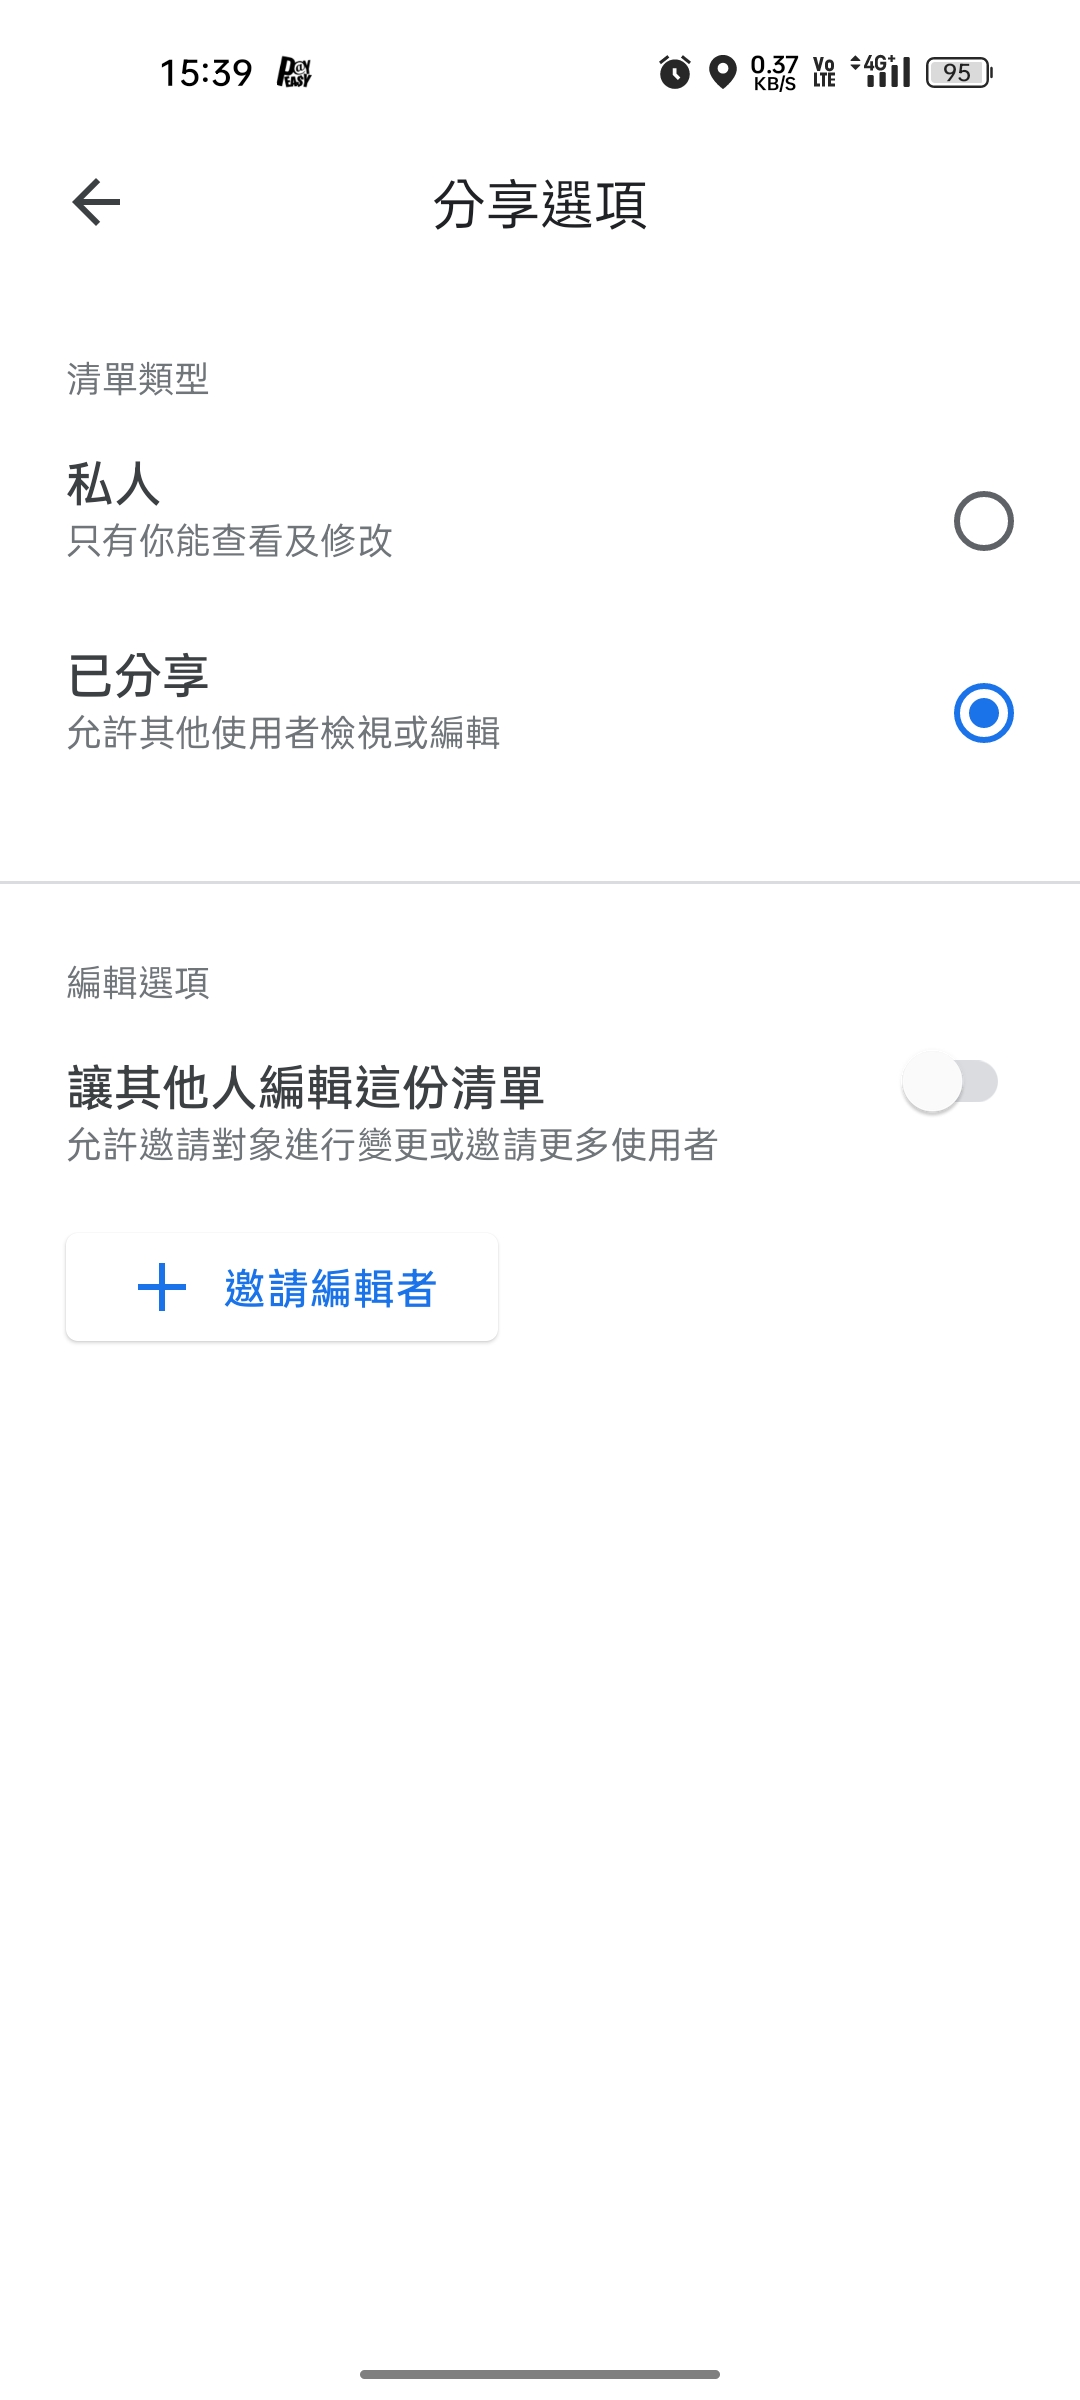 15:39 P@Y EASY 0.37 KB/S Vo LTE 4G+ 95
分享選項
清單類型
私人
只有你能查看及修改
已分享
允許其他使用者檢視或編輯
編輯選項
讓其他人編輯這份清單
允許邀請對象進行變更或邀請更多使用者
邀請編輯者